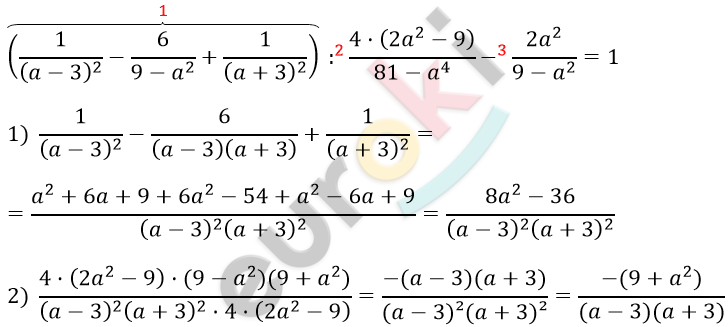 1
(1/(a − 3)² − 6/(9 − a²) + 1/(a + 3)²) :² 4 · (2a² − 9)/(81 − a⁴) −³ 2a²/(9 − a²) = 1
1) 1/(a − 3)² − 6/((a − 3)(a + 3)) + 1/(a + 3)² =
= (a² + 6a + 9 + 6a² − 54 + a² − 6a + 9)/((a − 3)²(a + 3)²) = (8a² − 36)/((a − 3)²(a + 3)²)
2) (4 · (2a² − 9) · (9 − a²)(9 + a²))/((a − 3)²(a + 3)² · 4 · (2a² − 9)) = (−(a − 3)(a + 3))/((a − 3)²(a + 3)²) = (−(9 + a²))/((a − 3)(a + 3))
euroki